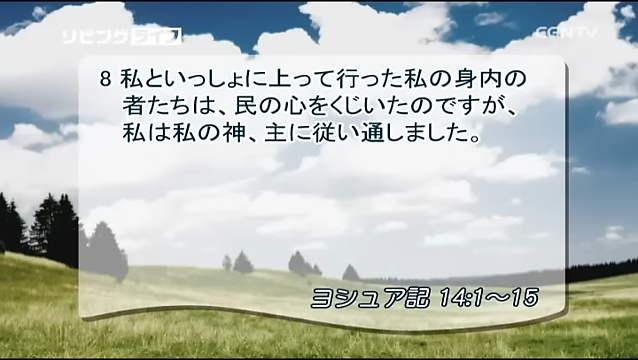 リビングライフ
CGNTV
8 私といっしょに上って行った私の身内の
者たちは、民の心をくじいたのですが、
私は私の神、主に従い通しました。
ヨシュア記 14:1～15